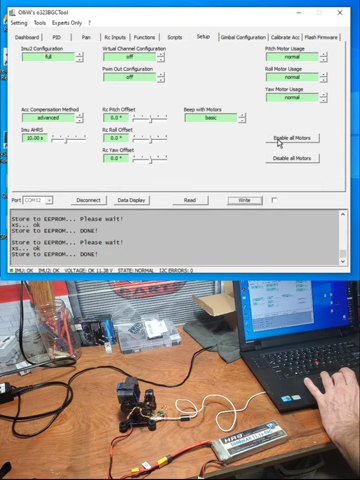 OlliW's o323BGCTool
Setting Tools Experts Only ?
Dashboard PID Pan Rc Inputs Functions Scripts Setup Gimbal Configuration Calibrate Acc Flash Firmware
Imu2 Configuration Virtual Channel Configuration Pitch Motor Usage
full off normal
Pwm Out Configuration Roll Motor Usage
off normal
Yaw Motor Usage
normal
Acc Compensation Method Rc Pitch Offset Beep with Motors
advanced 0.0 ° basic
Imu AHRS Rc Roll Offset Enable all Motors
10.00 s 0.0 °
Rc Yaw Offset Disable all Motors
0.0 °
Port COM12 Disconnect Data Display Read Write
Store to EEPROM... Please wait!
xs... ok
Store to EEPROM... DONE!
Store to EEPROM... Please wait!
xs... ok
Store to EEPROM... DONE!
IMU: OK IMU2: OK VOLTAGE: OK 11.38 V STATE: NORMAL I2C ERRORS: 0